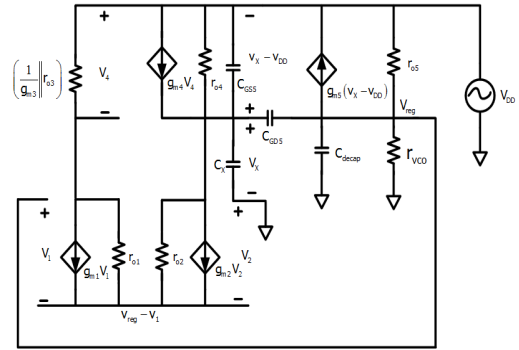 +
−
(1/g_m3 ‖ r_o3)
V_4
g_m4 V_4
r_o4
C_GS5
v_X − v_DD
g_m5(v_X − v_DD)
r_o5
V_DD
−
+
+
C_GD5
V_reg
C_X
V_X
C_decap
r_VCO
−
+
+
V_1
g_m1 V_1
r_o1
r_o2
g_m2 V_2
V_2
−
−
v_reg − v_1